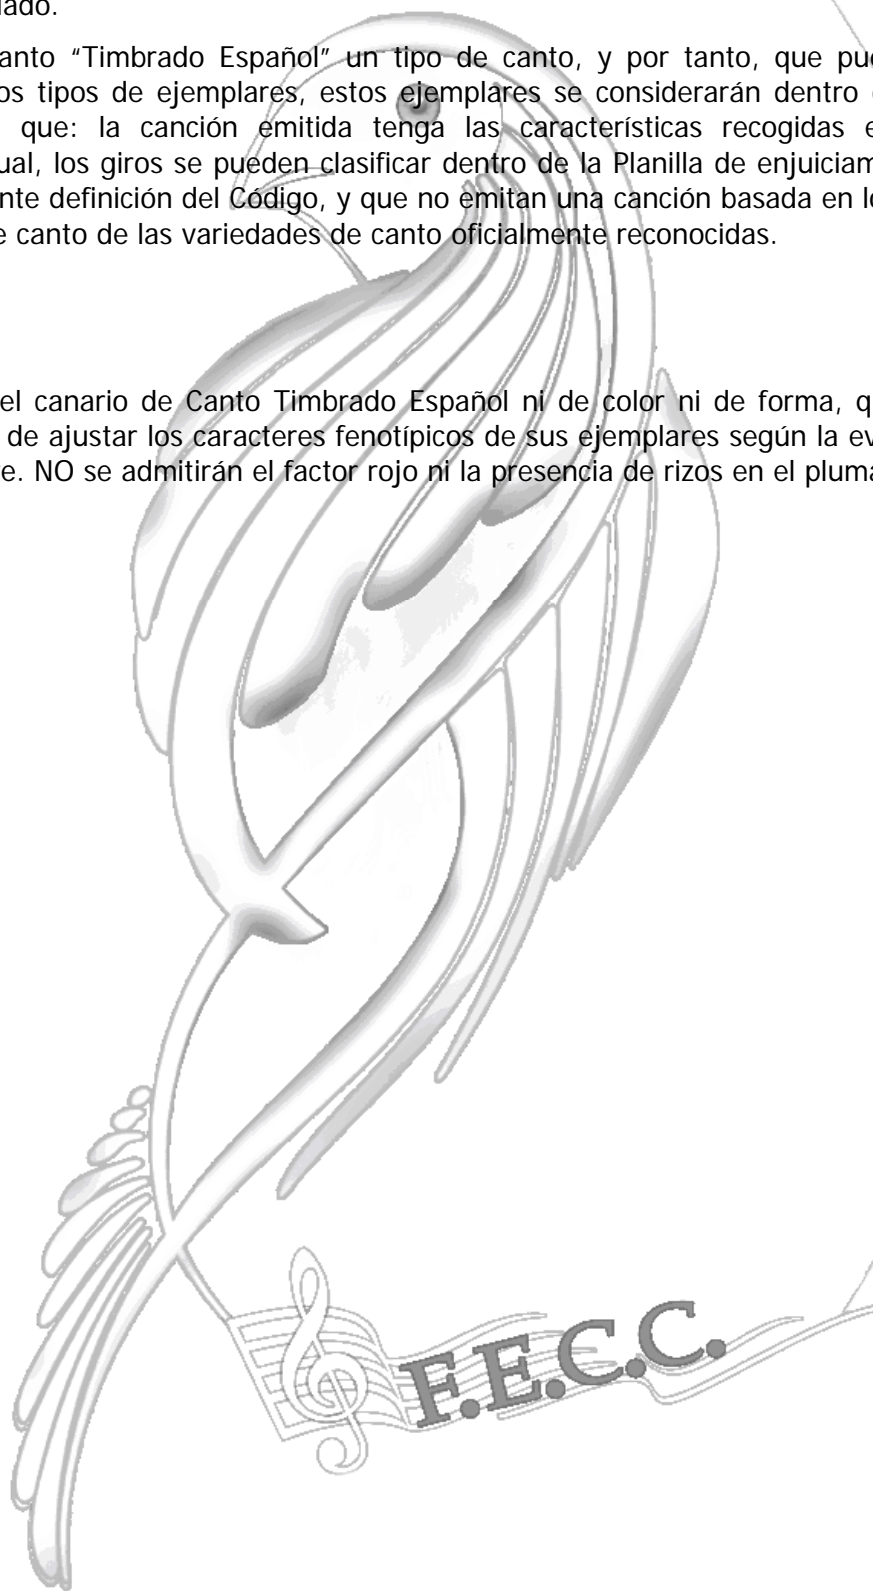 lado.
anto “Timbrado Español” un tipo de canto, y por tanto, que pu
os tipos de ejemplares, estos ejemplares se considerarán dentro
que: la canción emitida tenga las características recogidas e
ual, los giros se pueden clasificar dentro de la Planilla de enjuiciam
nte definición del Código, y que no emitan una canción basada en l
e canto de las variedades de canto oficialmente reconocidas.
el canario de Canto Timbrado Español ni de color ni de forma, q
de ajustar los caracteres fenotípicos de sus ejemplares según la ev
e. NO se admitirán el factor rojo ni la presencia de rizos en el pluma
F.E.C.C.